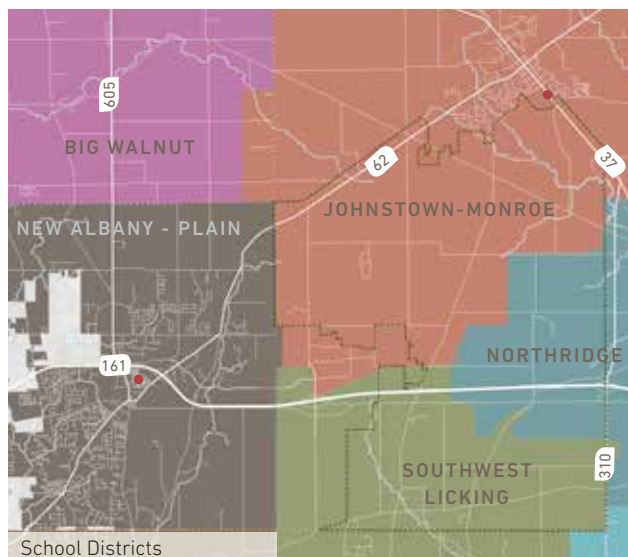 605
BIG WALNUT
62
37
NEW ALBANY - PLAIN
JOHNSTOWN-MONROE
161
NORTHRIDGE
SOUTHWEST
LICKING
310
School Districts